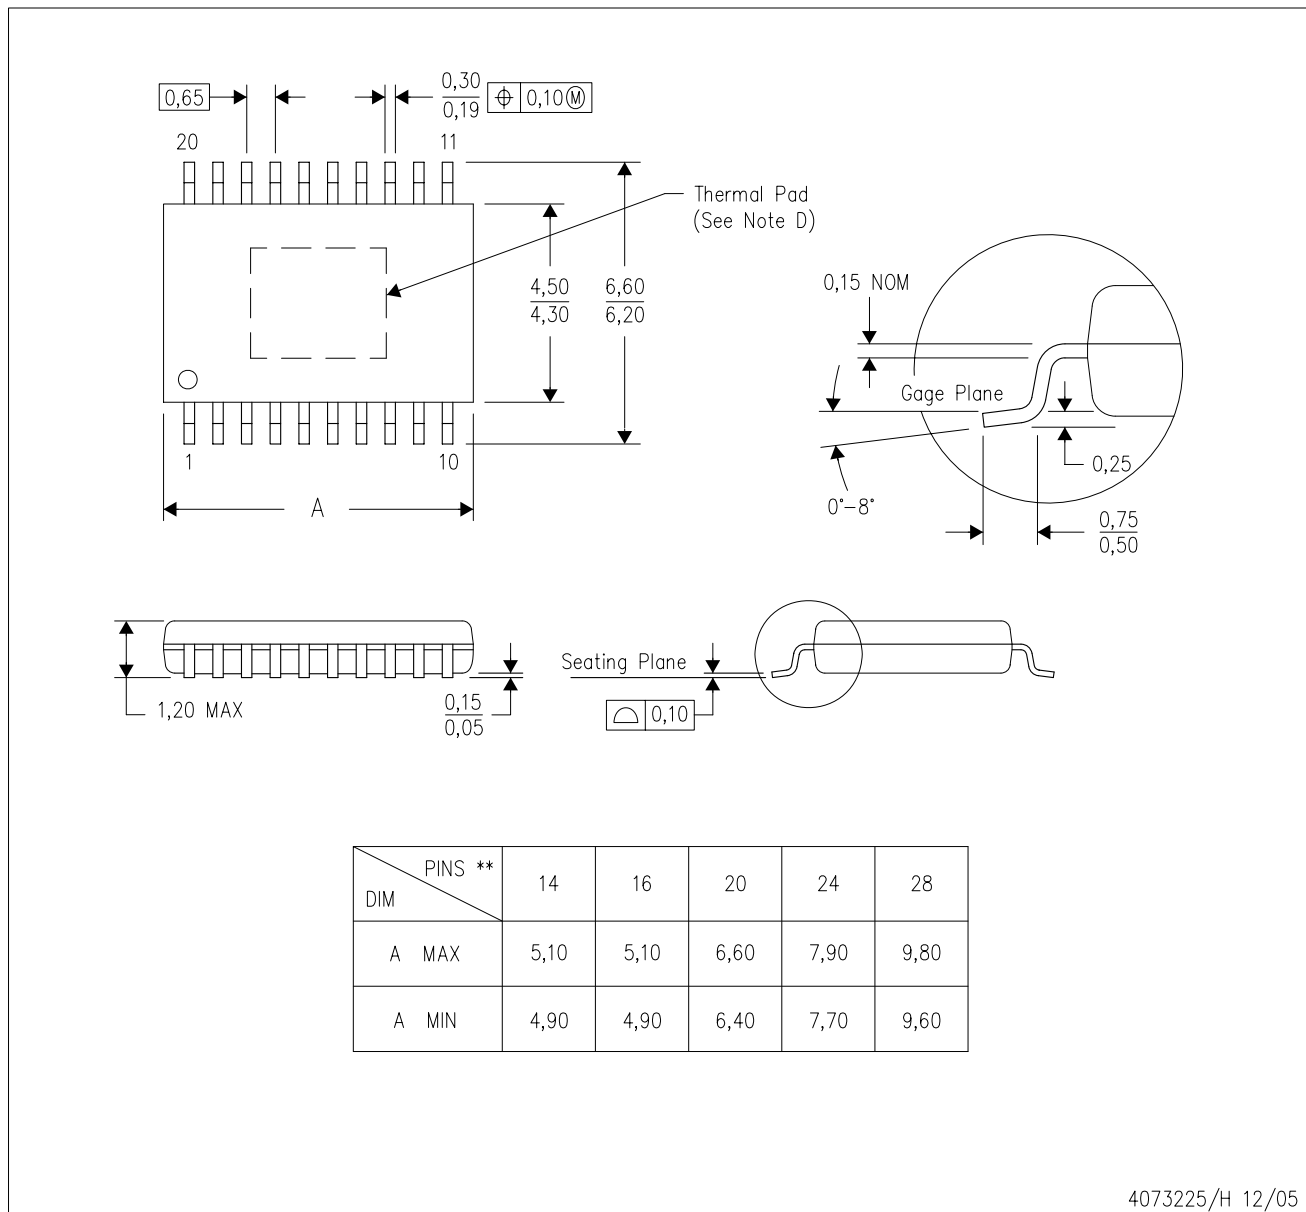 0,65
0,30
0,19
0,10 Ⓜ
20
11
Thermal Pad
(See Note D)
4,50
4,30
6,60
6,20
1
10
A
0,15 NOM
Gage Plane
0,25
0°–8°
0,75
0,50
1,20 MAX
0,15
0,05
Seating Plane
0,10
PINS **
DIM
14 16 20 24 28
A MAX 5,10 5,10 6,60 7,90 9,80
A MIN 4,90 4,90 6,40 7,70 9,60
4073225/H 12/05